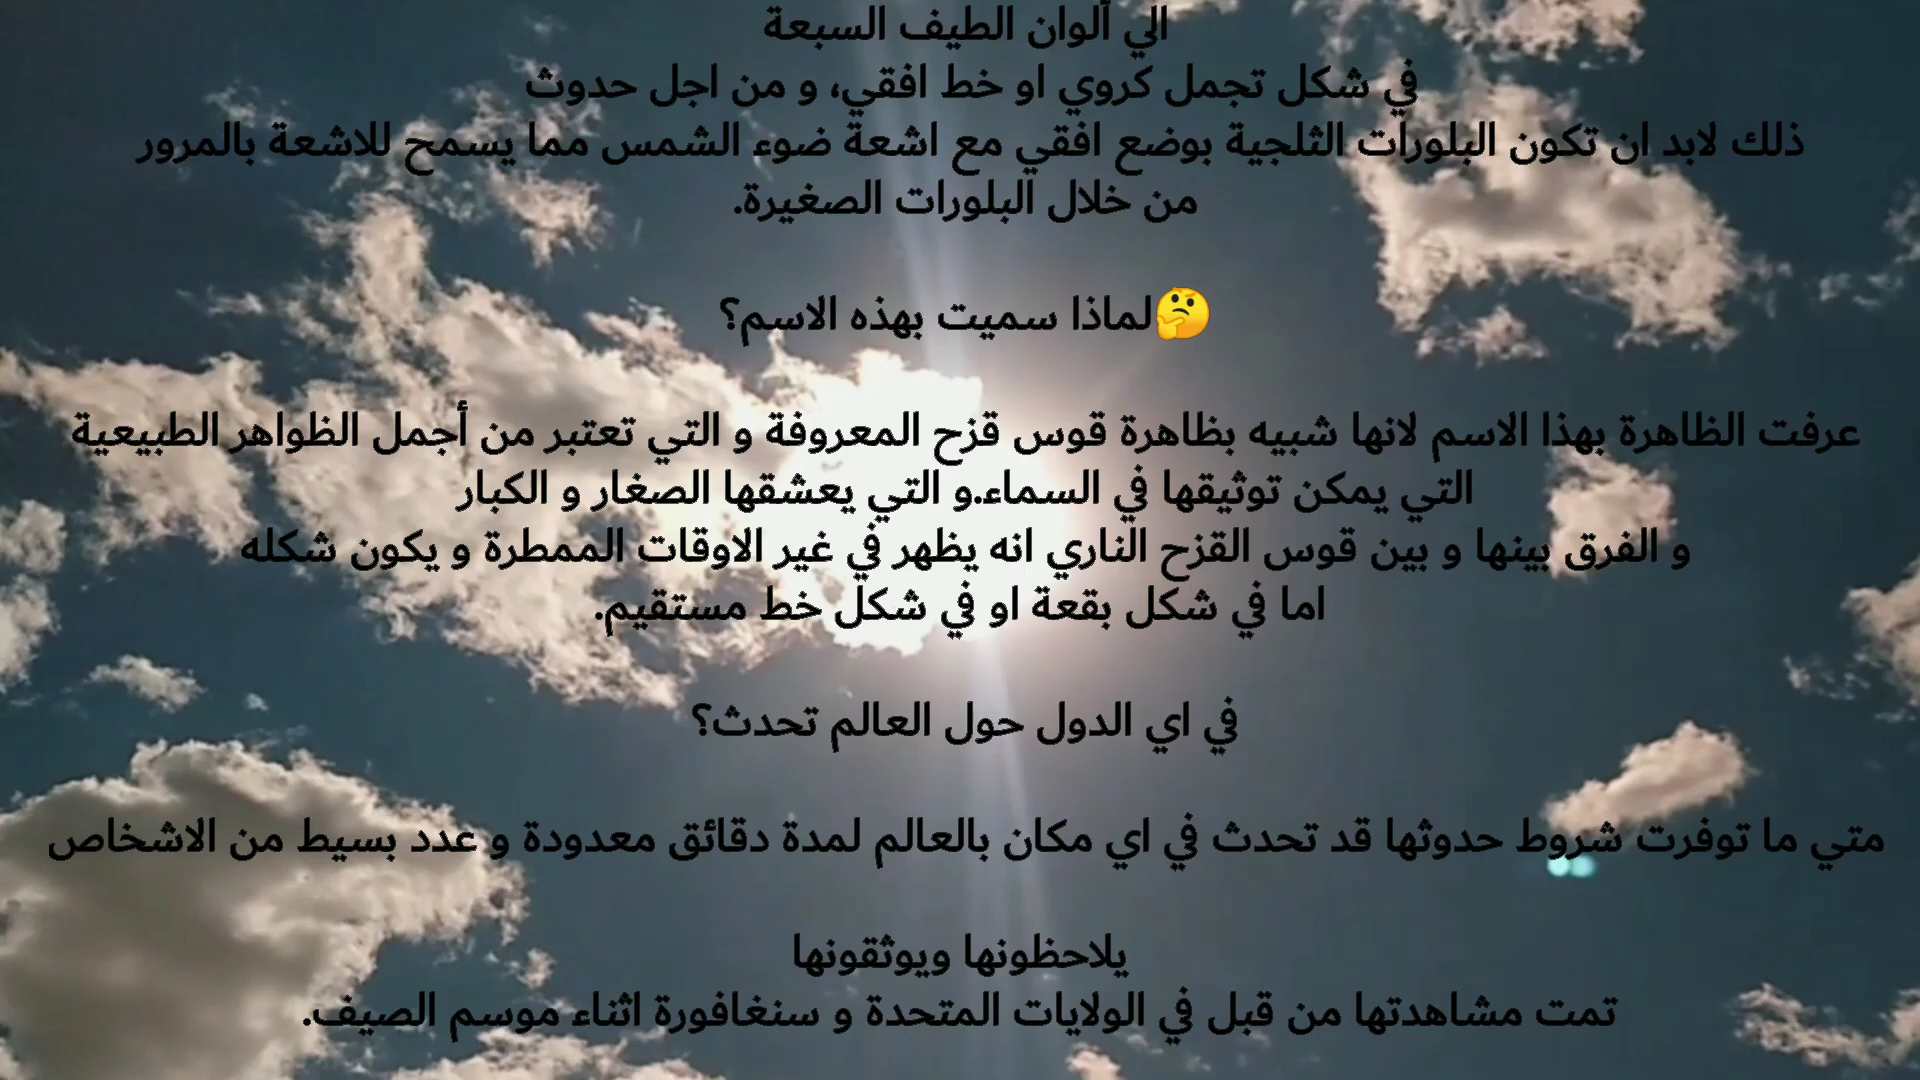 الي ألوان الطيف السبعة
في شكل تجمل كروي او خط افقي، و من اجل حدوث
ذلك لابد ان تكون البلورات الثلجية بوضع افقي مع اشعة ضوء الشمس مما يسمح للاشعة بالمرور
من خلال البلورات الصغيرة.
🤔لماذا سميت بهذه الاسم؟
عرفت الظاهرة بهذا الاسم لانها شبيه بظاهرة قوس قزح المعروفة و التي تعتبر من أجمل الظواهر الطبيعية
التي يمكن توثيقها في السماء.و التي يعشقها الصغار و الكبار
و الفرق بينها و بين قوس القزح الناري انه يظهر في غير الاوقات الممطرة و يكون شكله
اما في شكل بقعة او في شكل خط مستقيم.
في اي الدول حول العالم تحدث؟
متي ما توفرت شروط حدوثها قد تحدث في اي مكان بالعالم لمدة دقائق معدودة و عدد بسيط من الاشخاص
يلاحظونها ويوثقونها
تمت مشاهدتها من قبل في الولايات المتحدة و سنغافورة اثناء موسم الصيف.